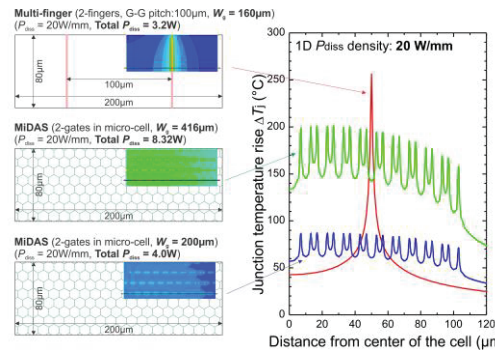 Multi-finger (2-fingers, G-G pitch:100μm, Wg = 160μm)
(Pdiss = 20W/mm, Total Pdiss = 3.2W)
80μm
100μm
200μm
MiDAS (2-gates in micro-cell, Wg = 416μm)
(Pdiss = 20W/mm, Total Pdiss = 8.32W)
80μm
200μm
MiDAS (2-gates in micro-cell, Wg = 200μm)
(Pdiss = 20W/mm, Total Pdiss = 4.0W)
80μm
200μm
1D Pdiss density: 20 W/mm
Junction temperature rise ΔTj (°C)
300
250
200
150
100
50
0
0 20 40 60 80 100 120
Distance from center of the cell (μm